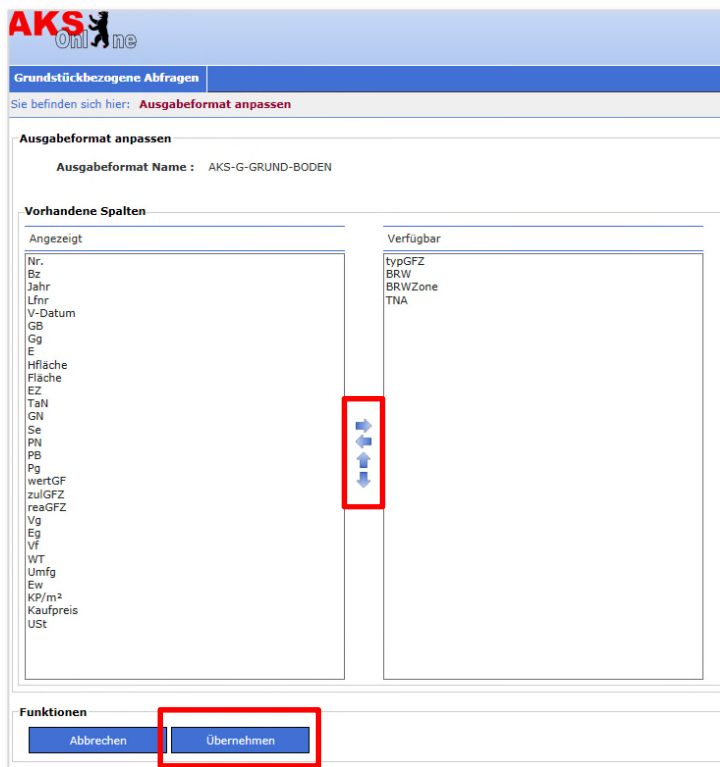 AKS
Online
Grundstückbezogene Abfragen
Sie befinden sich hier: Ausgabeformat anpassen
Ausgabeformat anpassen
Ausgabeformat Name : AKS-G-GRUND-BODEN
Vorhandene Spalten
Angezeigt
Nr.
Bz
Jahr
Lfnr
V-Datum
GB
Gg
E
Hfläche
Fläche
EZ
TaN
GN
Se
PN
PB
Pg
wertGF
zulGFZ
reaGFZ
Vg
Eg
Vf
WT
Umfg
Ew
KP/m²
Kaufpreis
USt
Verfügbar
typGFZ
BRW
BRWZone
TNA
Funktionen
Abbrechen
Übernehmen